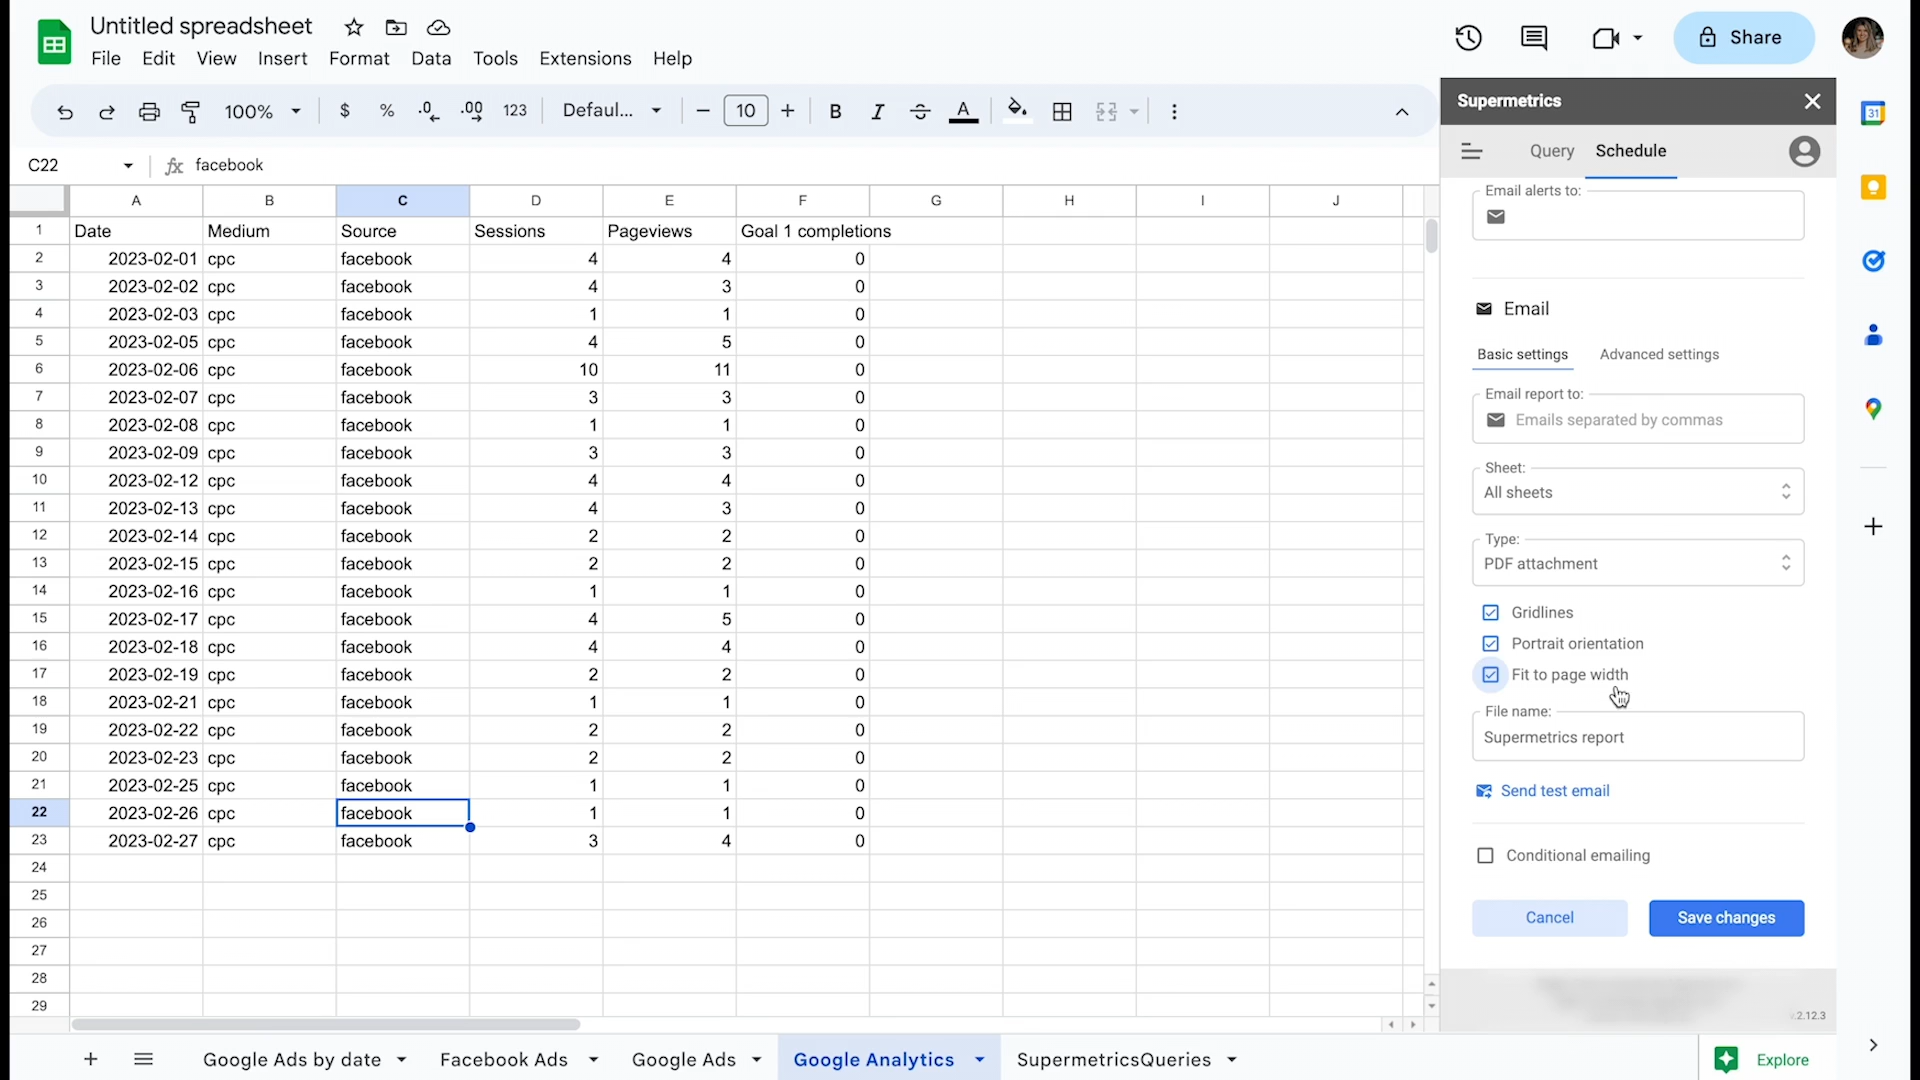 Untitled spreadsheet
File Edit View Insert Format Data Tools Extensions Help
Share
100% $ % .0 .00 123 Defaul... 10 B I S A
C22 fx facebook
A B C D E F G H I J
1 Date Medium Source Sessions Pageviews Goal 1 completions
2 2023-02-01 cpc facebook 4 4 0
3 2023-02-02 cpc facebook 4 3 0
4 2023-02-03 cpc facebook 1 1 0
5 2023-02-05 cpc facebook 4 5 0
6 2023-02-06 cpc facebook 10 11 0
7 2023-02-07 cpc facebook 3 3 0
8 2023-02-08 cpc facebook 1 1 0
9 2023-02-09 cpc facebook 3 3 0
10 2023-02-12 cpc facebook 4 4 0
11 2023-02-13 cpc facebook 4 3 0
12 2023-02-14 cpc facebook 2 2 0
13 2023-02-15 cpc facebook 2 2 0
14 2023-02-16 cpc facebook 1 1 0
15 2023-02-17 cpc facebook 4 5 0
16 2023-02-18 cpc facebook 4 4 0
17 2023-02-19 cpc facebook 2 2 0
18 2023-02-21 cpc facebook 1 1 0
19 2023-02-22 cpc facebook 2 2 0
20 2023-02-23 cpc facebook 2 2 0
21 2023-02-25 cpc facebook 1 1 0
22 2023-02-26 cpc facebook 1 1 0
23 2023-02-27 cpc facebook 3 4 0
24
25
26
27
28
29
Google Ads by date Facebook Ads Google Ads Google Analytics SupermetricsQueries
Explore
Supermetrics
Query Schedule
Email alerts to:
Email
Basic settings Advanced settings
Email report to:
Emails separated by commas
Sheet:
All sheets
Type:
PDF attachment
Gridlines
Portrait orientation
Fit to page width
File name:
Supermetrics report
Send test email
Conditional emailing
Cancel Save changes
v.2.12.3
31